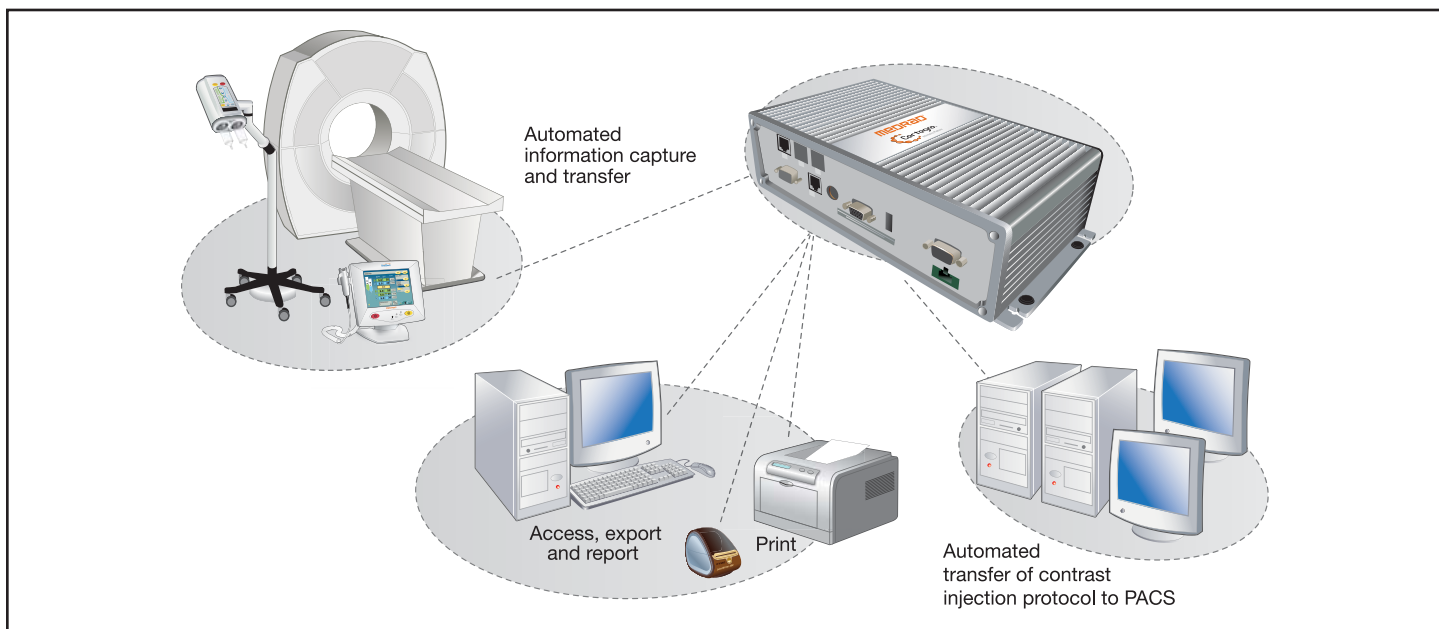 Automated
information capture
and transfer
MEDRAD
Certegra
Access, export
and report
Print
Automated
transfer of contrast
injection protocol to PACS